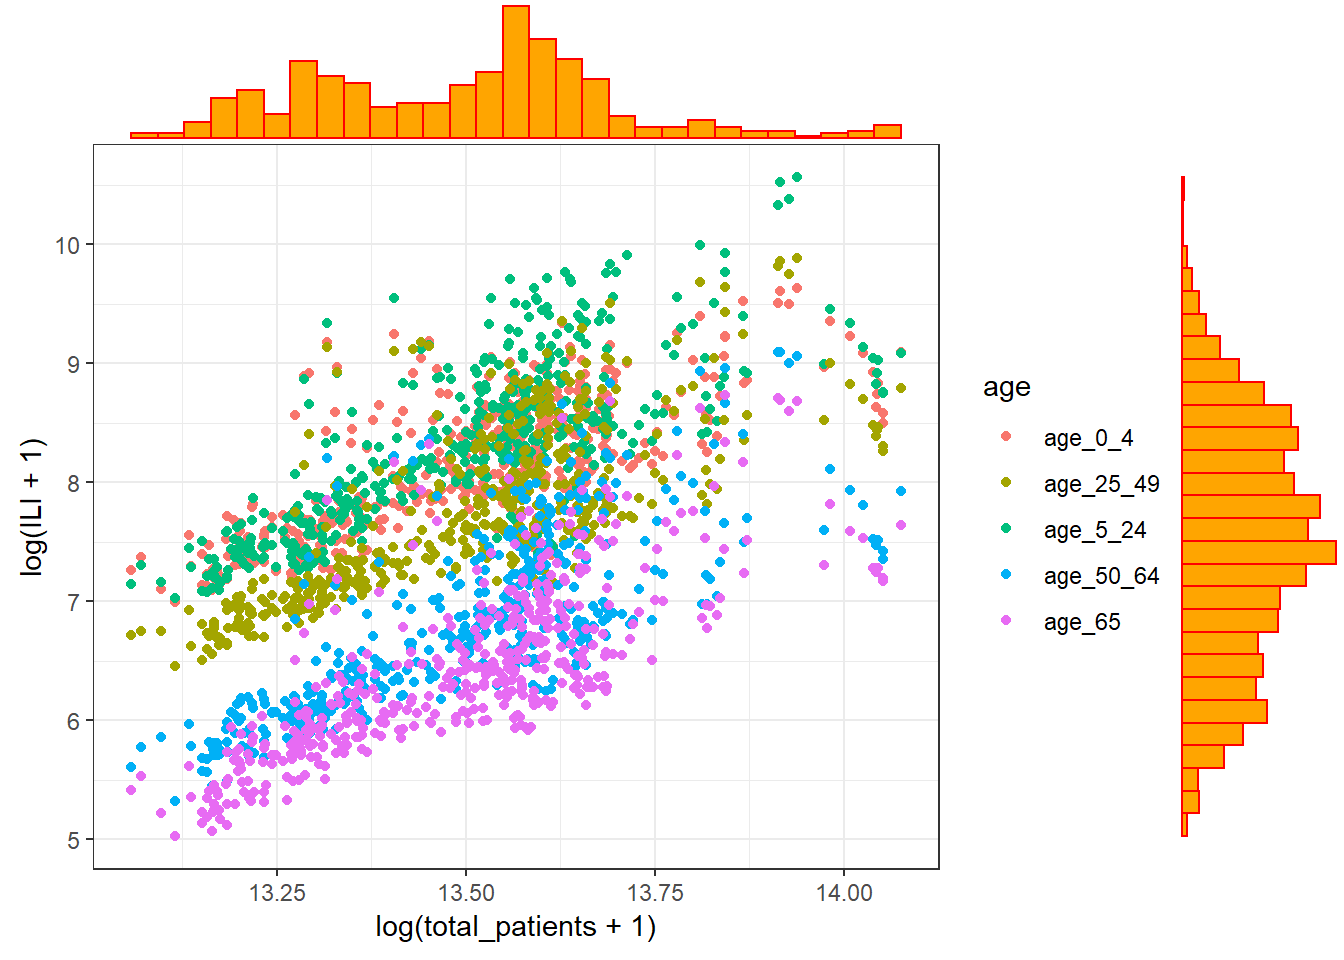 log(ILI + 1)
10
9
8
7
6
5
13.25 13.50 13.75 14.00
log(total_patients + 1)
age
age_0_4
age_25_49
age_5_24
age_50_64
age_65